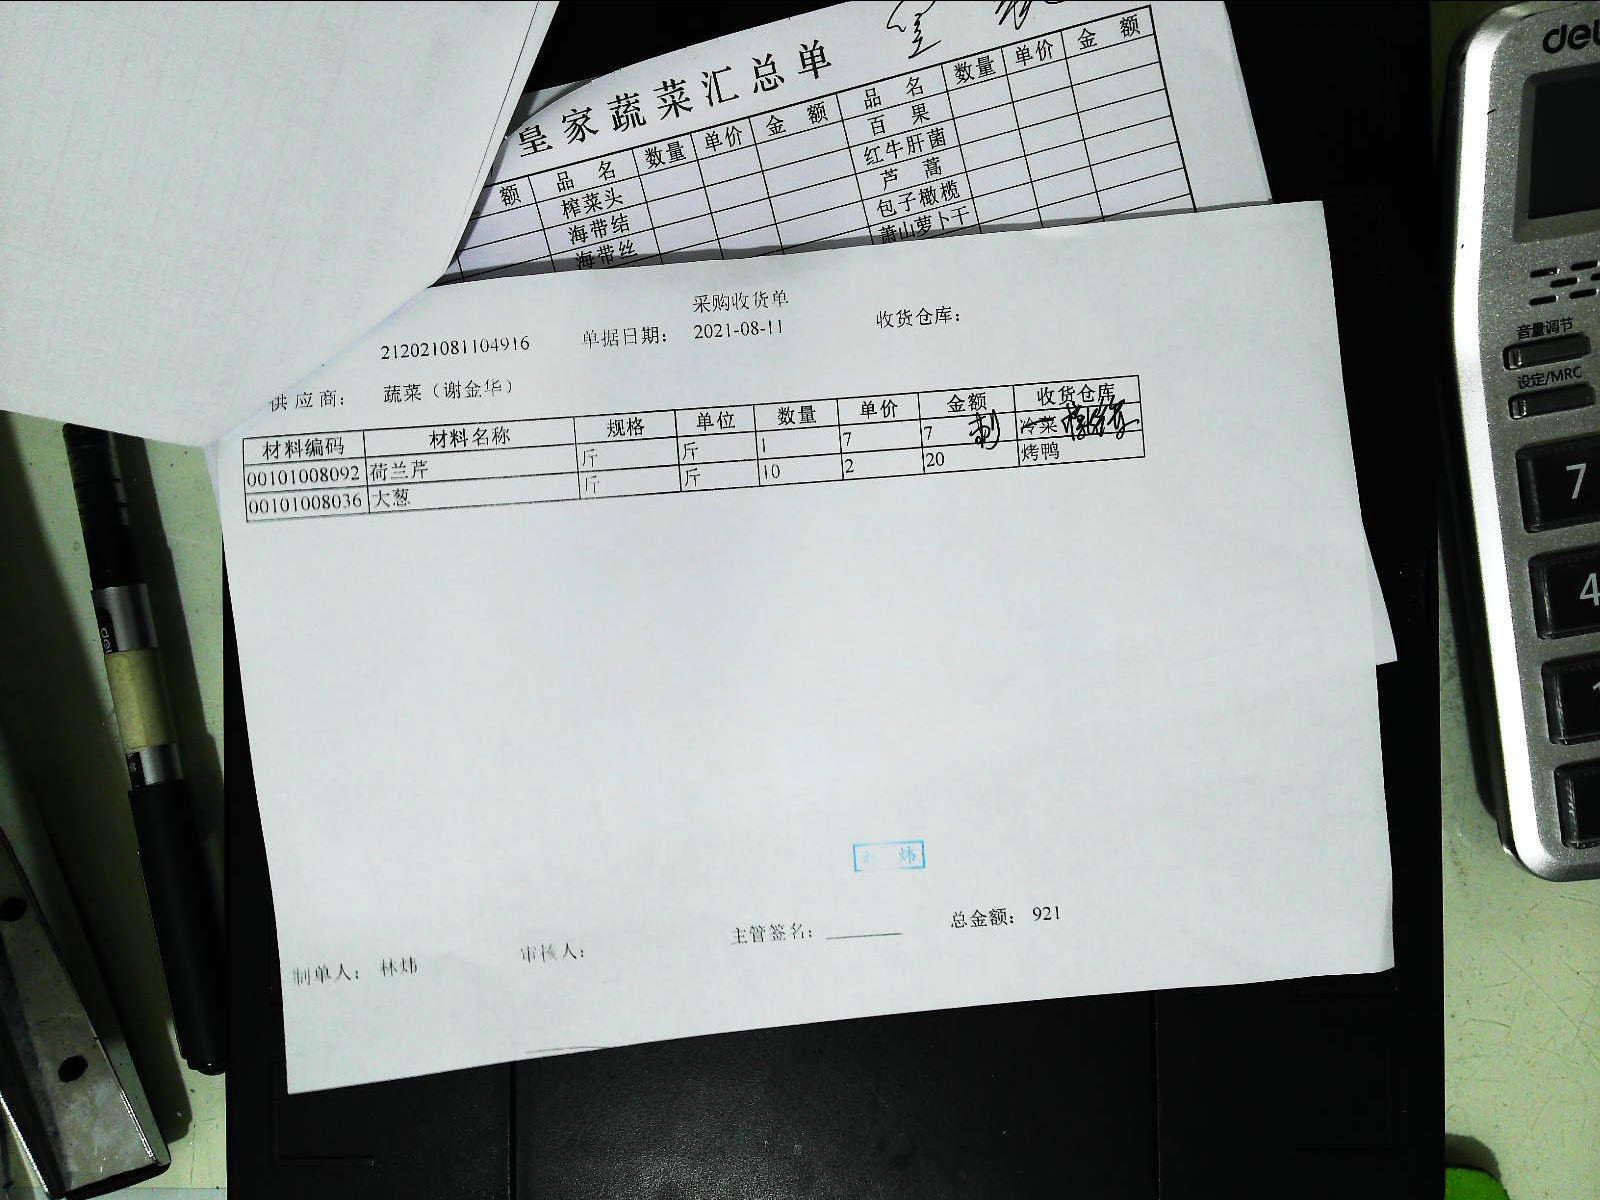 皇家蔬菜汇总单
额 品名 数量 单价 金额 品名 数量 单价 金额
榨菜头 百果
海带结 红牛肝菌
海带丝 芦蒿
包子橄榄
萧山萝卜干
采购收货单
212021081104916 单据日期： 2021-08-11 收货仓库：
供应商： 蔬菜（谢金华）
材料编码 材料名称 规格 单位 数量 单价 金额 收货仓库
00101008092 荷兰芹 斤 斤 1 7 7 冷菜
00101008036 大葱 斤 斤 10 2 20 烤鸭
炜
制单人： 林炜 审核人： 主管签名： 总金额： 921
deli
音量调节
设定/MRC
7
4
1